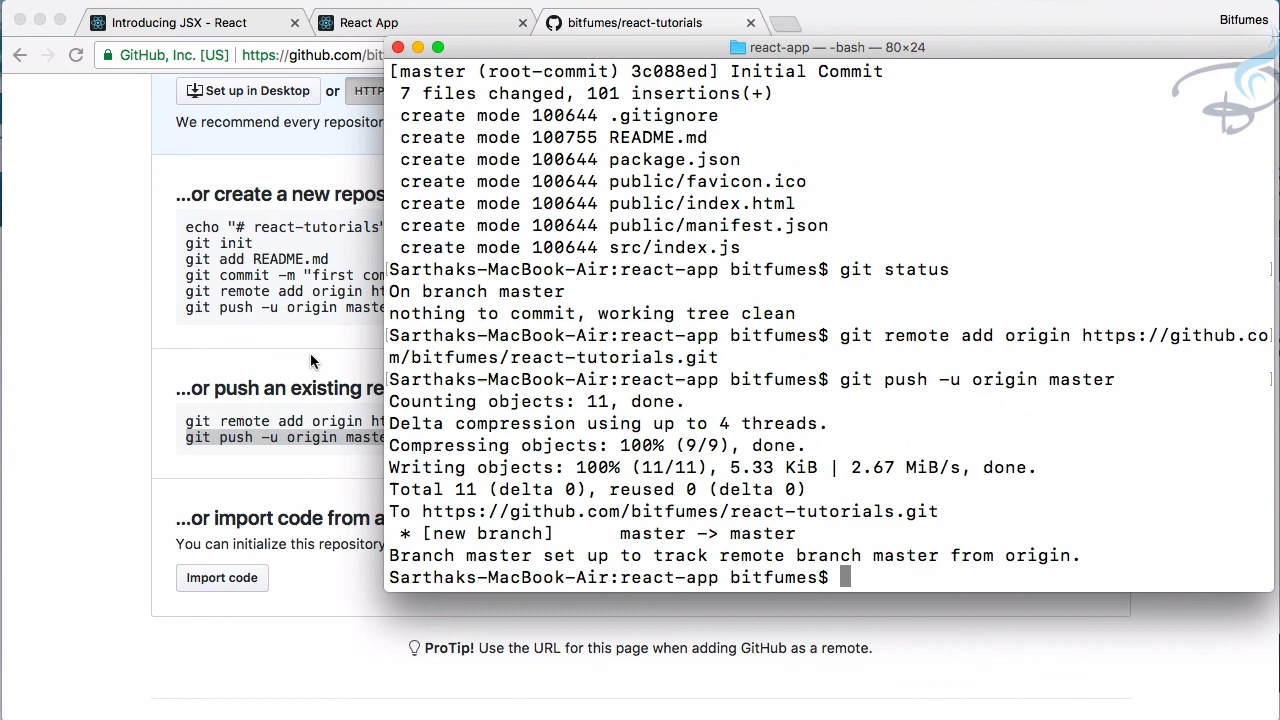 Introducing JSX - React
React App
bitfumes/react-tutorials
Bitfumes
GitHub, Inc. [US]
https://github.com/bit
react-app — -bash — 80×24
Set up in Desktop
or
HTTP
We recommend every repositor
...or create a new repos
echo "# react-tutorials"
git init
git add README.md
git commit -m "first com
git remote add origin ht
git push -u origin maste
...or push an existing re
git remote add origin ht
git push -u origin maste
...or import code from a
You can initialize this repository
Import code
[master (root-commit) 3c088ed] Initial Commit
7 files changed, 101 insertions(+)
create mode 100644 .gitignore
create mode 100755 README.md
create mode 100644 package.json
create mode 100644 public/favicon.ico
create mode 100644 public/index.html
create mode 100644 public/manifest.json
create mode 100644 src/index.js
[Sarthaks-MacBook-Air:react-app bitfumes$ git status ]
On branch master
nothing to commit, working tree clean
[Sarthaks-MacBook-Air:react-app bitfumes$ git remote add origin https://github.co]
m/bitfumes/react-tutorials.git
[Sarthaks-MacBook-Air:react-app bitfumes$ git push -u origin master ]
Counting objects: 11, done.
Delta compression using up to 4 threads.
Compressing objects: 100% (9/9), done.
Writing objects: 100% (11/11), 5.33 KiB | 2.67 MiB/s, done.
Total 11 (delta 0), reused 0 (delta 0)
To https://github.com/bitfumes/react-tutorials.git
* [new branch] master -> master
Branch master set up to track remote branch master from origin.
Sarthaks-MacBook-Air:react-app bitfumes$
ProTip! Use the URL for this page when adding GitHub as a remote.